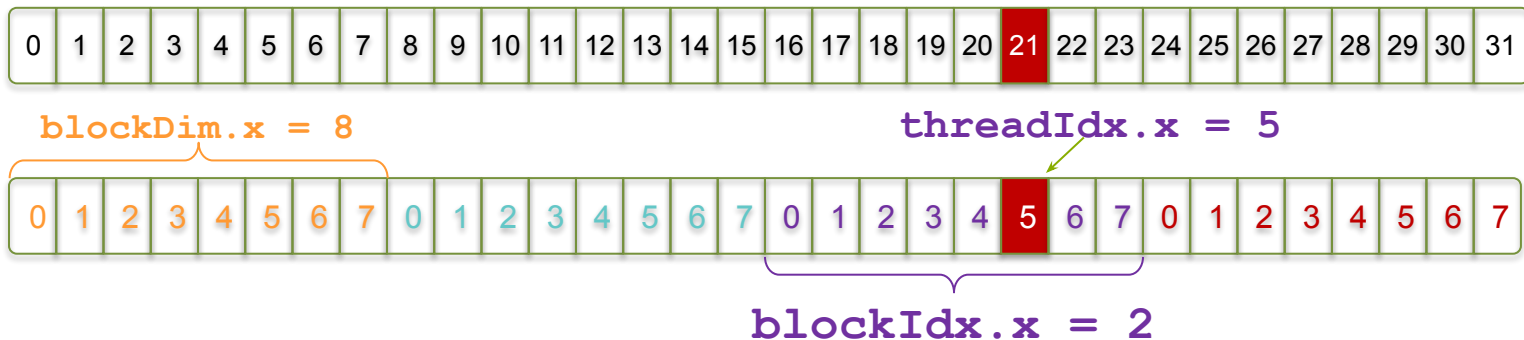 0 1 2 3 4 5 6 7 8 9 10 11 12 13 14 15 16 17 18 19 20 21 22 23 24 25 26 27 28 29 30 31
blockDim.x = 8
threadIdx.x = 5
0 1 2 3 4 5 6 7 0 1 2 3 4 5 6 7 0 1 2 3 4 5 6 7 0 1 2 3 4 5 6 7
blockIdx.x = 2